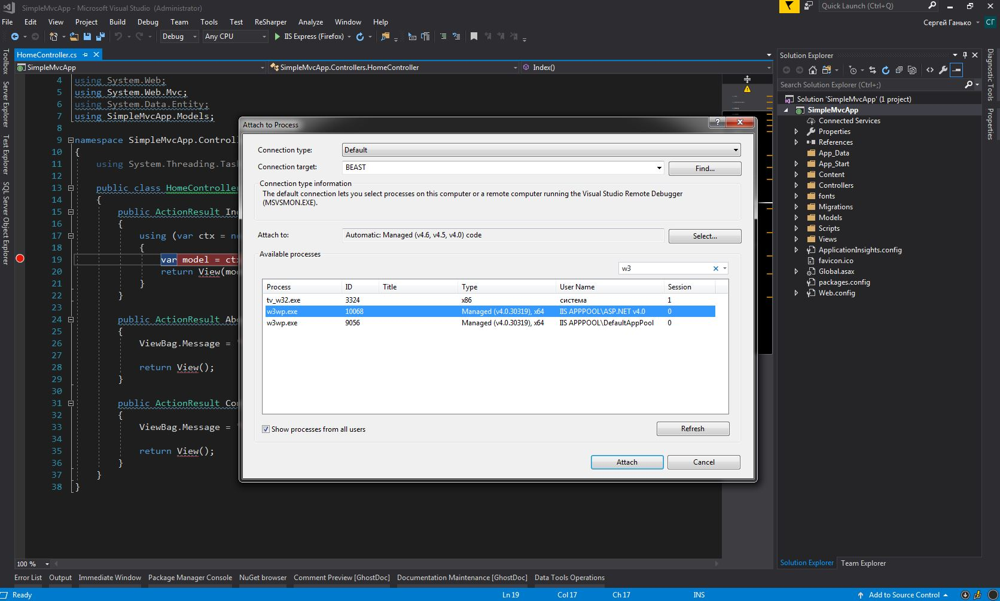 SimpleMvcApp - Microsoft Visual Studio (Administrator)
Quick Launch (Ctrl+Q)
File Edit View Project Build Debug Team Tools Test ReSharper Analyze Window Help
Сергей Ганько СГ
Debug Any CPU IIS Express (Firefox)
Toolbox
Server Explorer
Test Explorer
SQL Server Object Explorer
HomeController.cs
SimpleMvcApp SimpleMvcApp.Controllers.HomeController Index()
4 using System.Web;
5 using System.Web.Mvc;
6 using System.Data.Entity;
7 using SimpleMvcApp.Models;
8
9 namespace SimpleMvcApp.Controll
10 {
11 using System.Threading.Task
12
13 public class HomeController
14 {
15 public ActionResult Ind
16 {
17 using (var ctx = ne
18 {
19 var model = ctx
20 return View(mod
21 }
22 }
23
24 public ActionResult Abo
25 {
26 ViewBag.Message =
27
28 return View();
29 }
30
31 public ActionResult Con
32 {
33 ViewBag.Message =
34
35 return View();
36 }
37 }
38 }
Attach to Process
Connection type: Default
Connection target: BEAST Find...
Connection type information
The default connection lets you select processes on this computer or a remote computer running the Visual Studio Remote Debugger
(MSVSMON.EXE).
Attach to: Automatic: Managed (v4.6, v4.5, v4.0) code Select...
Available processes
w3
Process ID Title Type User Name Session
tv_w32.exe 3324 x86 система 1
w3wp.exe 10068 Managed (v4.0.30319), x64 IIS APPPOOL\ASP.NET v4.0 0
w3wp.exe 9056 Managed (v4.0.30319), x64 IIS APPPOOL\DefaultAppPool 0
Show processes from all users Refresh
Attach Cancel
Solution Explorer
Search Solution Explorer (Ctrl+;)
Solution 'SimpleMvcApp' (1 project)
SimpleMvcApp
Connected Services
Properties
References
App_Data
App_Start
Content
Controllers
fonts
Migrations
Models
Scripts
Views
ApplicationInsights.config
favicon.ico
Global.asax
packages.config
Web.config
Solution Explorer Team Explorer
Diagnostic Tools
Properties
100 %
Error List Output Immediate Window Package Manager Console NuGet browser Comment Preview [GhostDoc] Documentation Maintenance [GhostDoc] Data Tools Operations
Ready Ln 19 Col 17 Ch 17 INS Add to Source Control